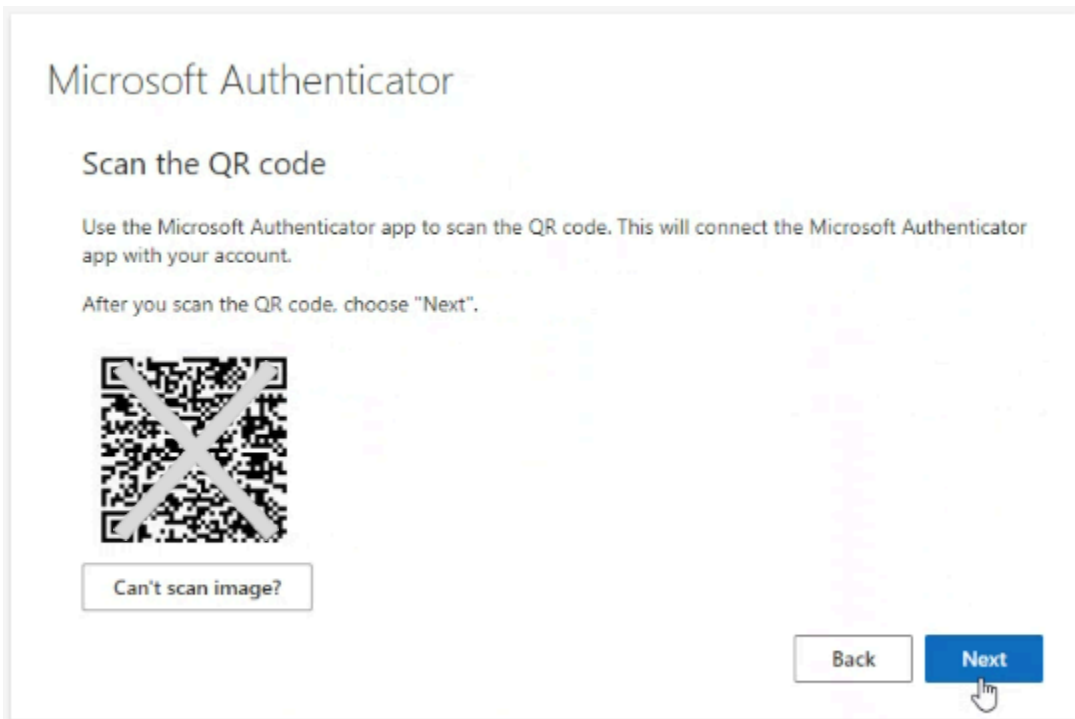 Microsoft Authenticator
Scan the QR code
Use the Microsoft Authenticator app to scan the QR code. This will connect the Microsoft Authenticator
app with your account.
After you scan the QR code, choose "Next".
Can't scan image?
Back
Next